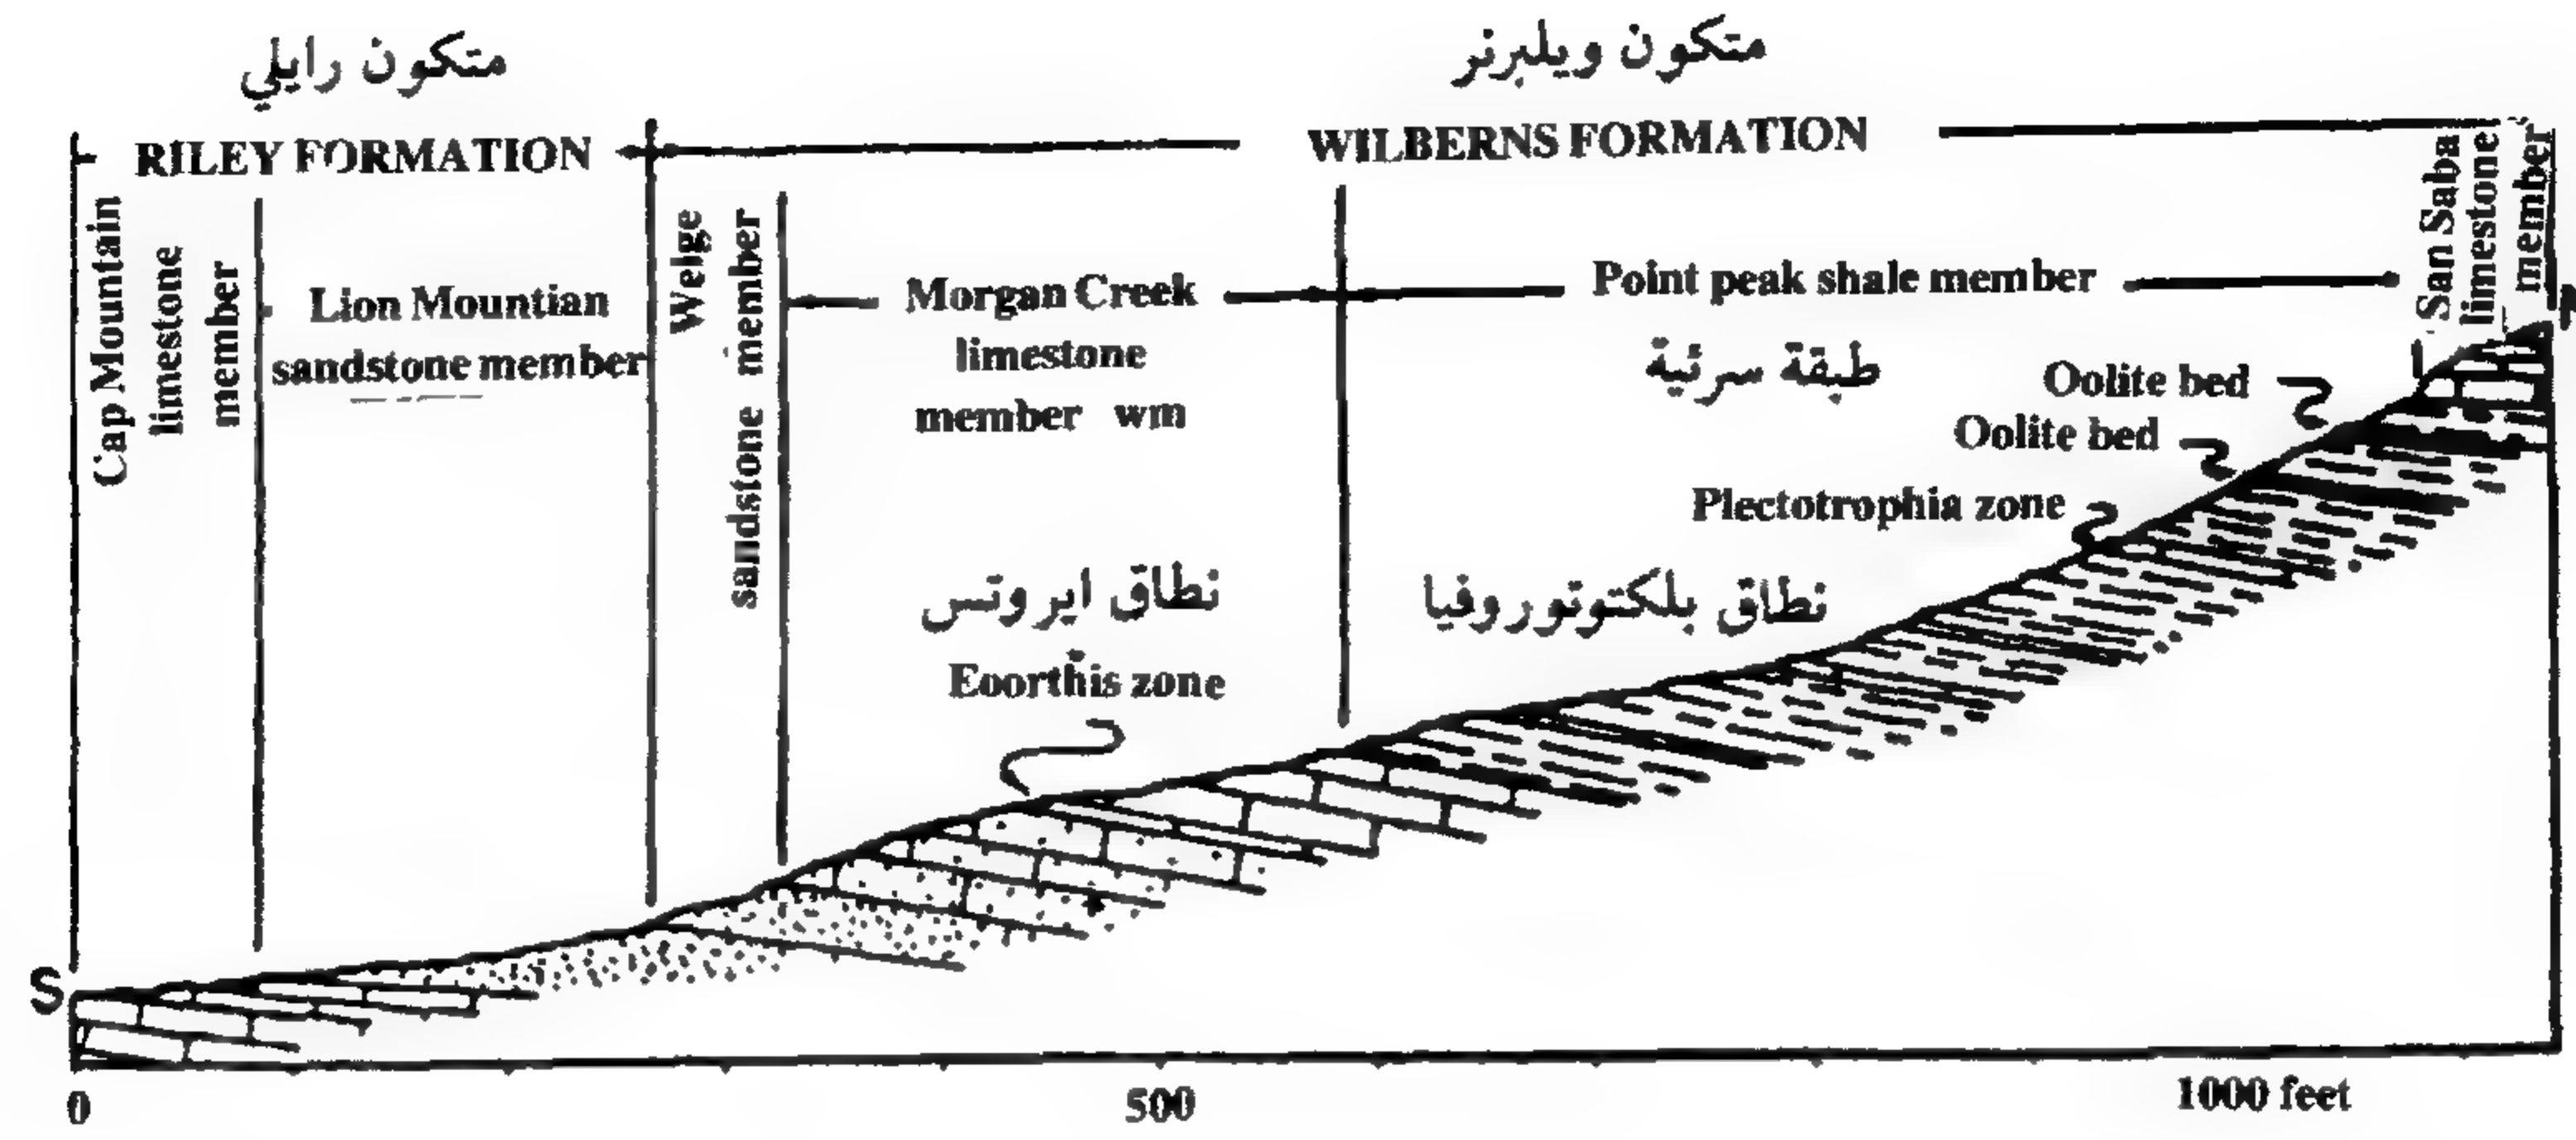 متكون رايلي
متكون ويلبرنر
RILEY FORMATION
WILBERNS FORMATION
Cap Mountain
limestone
member
Lion Mountian
sandstone member
Welge
sandstone member
Morgan Creek
limestone
member wm
Point peak shale member
طبقة سرئية
San Saba
limestone
member
Oolite bed
Oolite bed
Plectotrophia zone
نطاق ايروتس
نطاق بلكتوتوروفيا
Eoorthis zone
S
0
500
1000 feet